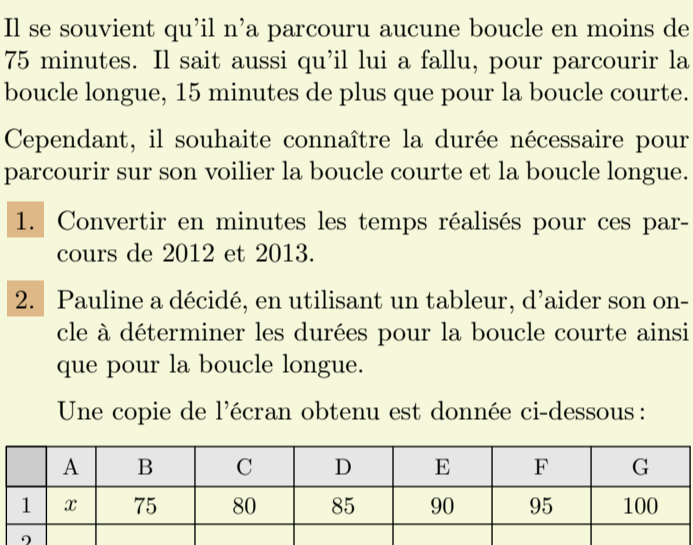 Il se souvient qu'il n'a parcouru aucune boucle en moins de
75 minutes. Il sait aussi qu'il lui a fallu, pour parcourir la
boucle longue, 15 minutes de plus que pour la boucle courte.
Cependant, il souhaite connaître la durée nécessaire pour
parcourir sur son voilier la boucle courte et la boucle longue.
1. Convertir en minutes les temps réalisés pour ces par-
cours de 2012 et 2013.
2. Pauline a décidé, en utilisant un tableur, d'aider son on-
cle à déterminer les durées pour la boucle courte ainsi
que pour la boucle longue.
Une copie de l'écran obtenu est donnée ci-dessous :
A B C D E F G
1 x 75 80 85 90 95 100